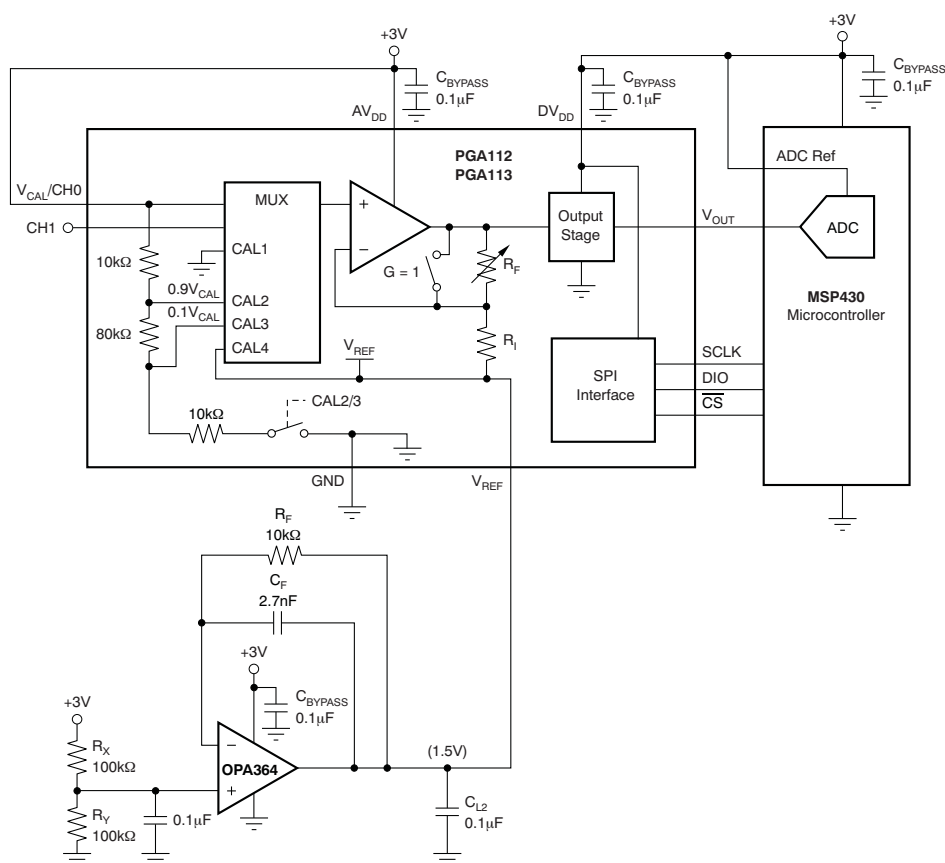 +3V
+3V
C_BYPASS
0.1µF
C_BYPASS
0.1µF
C_BYPASS
0.1µF
AV_DD
DV_DD
PGA112
PGA113
ADC Ref
V_CAL/CH0
MUX
Output
Stage
V_OUT
ADC
CH1
CAL1
10kΩ
G = 1
R_F
MSP430
Microcontroller
0.9V_CAL
CAL2
0.1V_CAL
CAL3
80kΩ
CAL4
V_REF
R_I
SPI
Interface
SCLK
DIO
C̅S̅
10kΩ
CAL2/3
GND
V_REF
R_F
10kΩ
C_F
2.7nF
+3V
C_BYPASS
0.1µF
+3V
R_X
100kΩ
OPA364
(1.5V)
R_Y
100kΩ
0.1µF
C_L2
0.1µF
+
−
−
+